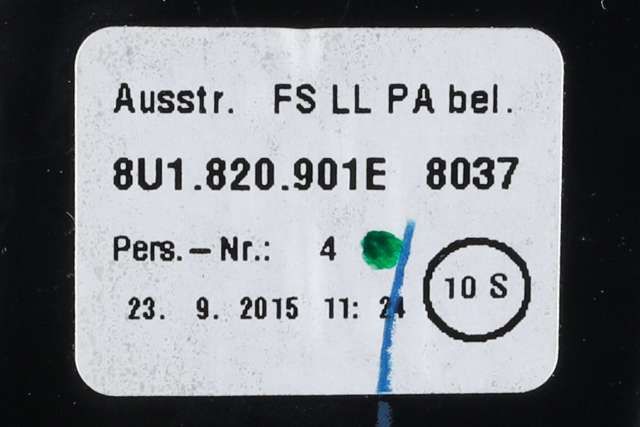 Ausstr. FS LL PA bel.
8U1.820.901E 8037
Pers.-Nr.: 4
23. 9. 2015 11: 24
10 S